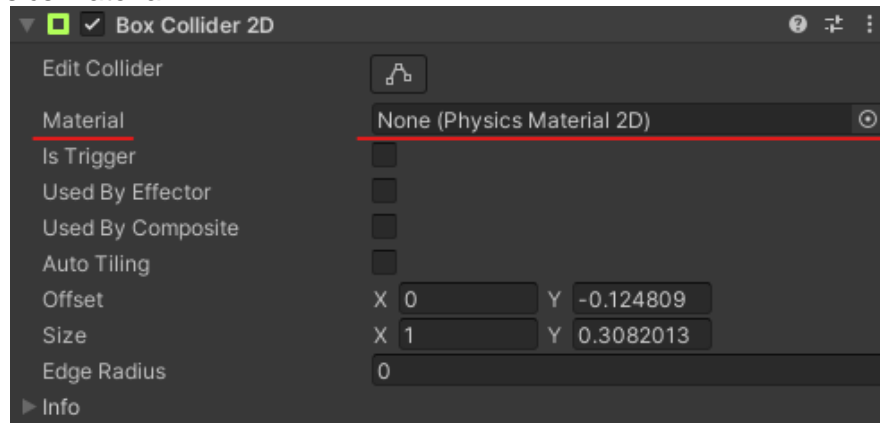 Box Collider 2D
Edit Collider
Material None (Physics Material 2D)
Is Trigger
Used By Effector
Used By Composite
Auto Tiling
Offset X 0 Y -0.124809
Size X 1 Y 0.3082013
Edge Radius 0
Info